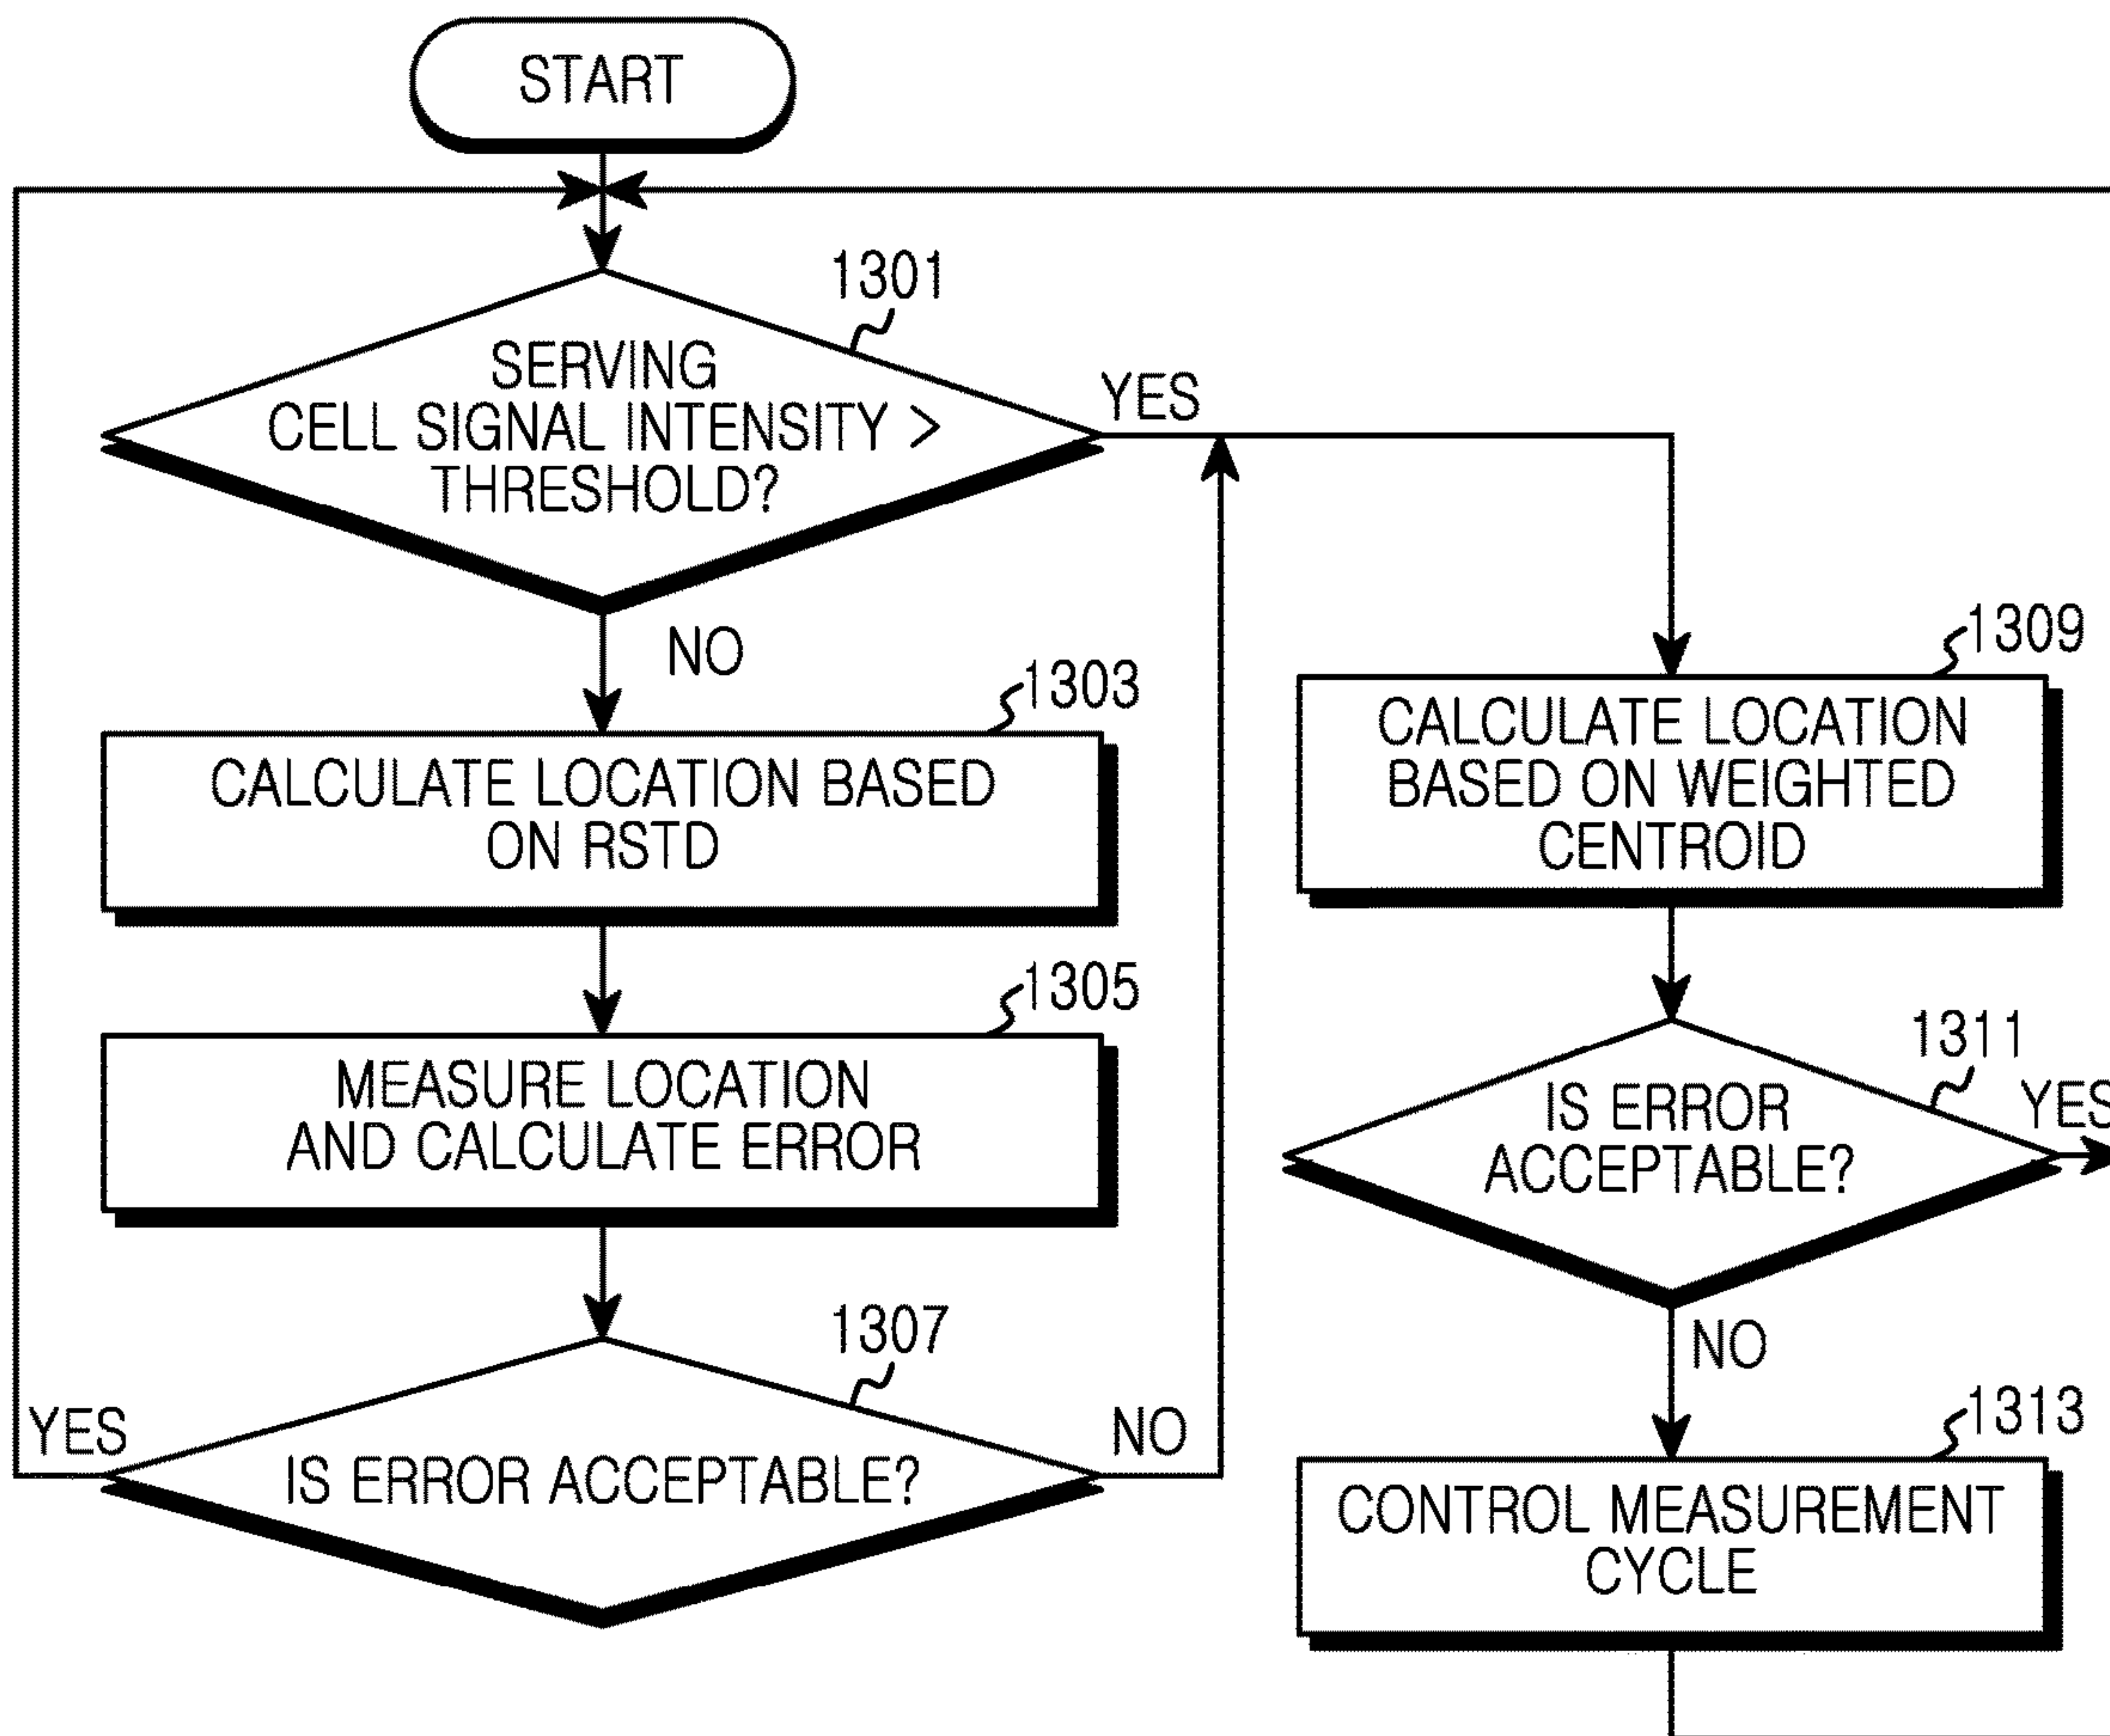 START
1301
SERVING
CELL SIGNAL INTENSITY >
THRESHOLD?
YES
NO
1303
CALCULATE LOCATION BASED
ON RSTD
1305
MEASURE LOCATION
AND CALCULATE ERROR
1307
IS ERROR ACCEPTABLE?
YES
NO
1309
CALCULATE LOCATION
BASED ON WEIGHTED
CENTROID
1311
IS ERROR
ACCEPTABLE?
YES
NO
1313
CONTROL MEASUREMENT
CYCLE